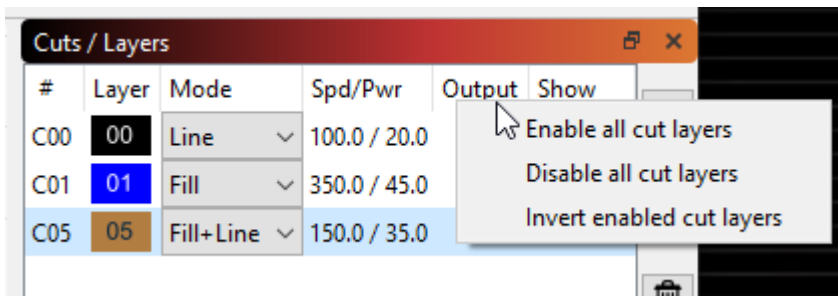 Cuts / Layers
# Layer Mode Spd/Pwr Output Show
C00 00 Line 100.0 / 20.0
C01 01 Fill 350.0 / 45.0
C05 05 Fill+Line 150.0 / 35.0
Enable all cut layers
Disable all cut layers
Invert enabled cut layers